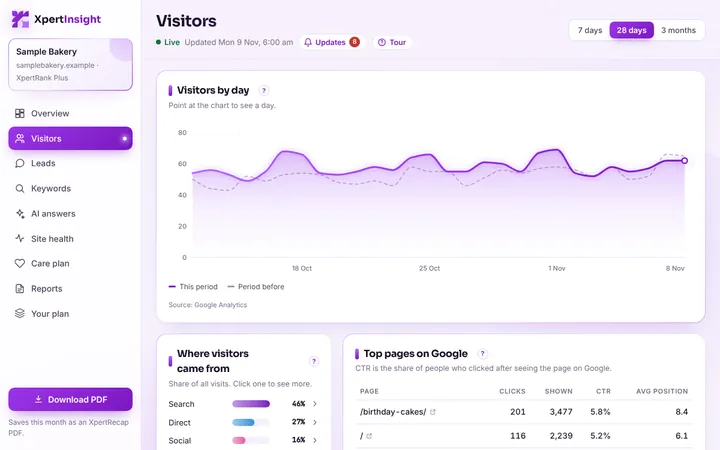 XpertInsight
Sample Bakery
samplebakery.example ·
XpertRank Plus
Overview
Visitors
Leads
Keywords
AI answers
Site health
Care plan
Reports
Your plan
Download PDF
Saves this month as an XpertRecap
PDF.
Visitors
Live Updated Mon 9 Nov, 6:00 am Updates 8 Tour
7 days 28 days 3 months
Visitors by day ?
Point at the chart to see a day.
80
60
40
20
0
18 Oct 25 Oct 1 Nov 8 Nov
This period Period before
Source: Google Analytics
Where visitors
came from ?
Share of all visits. Click one to see more.
Search 46%
Direct 27%
Social 16%
Top pages on Google ?
CTR is the share of people who clicked after seeing the page on Google.
PAGE CLICKS SHOWN CTR AVG POSITION
/birthday-cakes/ 201 3,477 5.8% 8.4
/ 116 2,239 5.2% 6.1